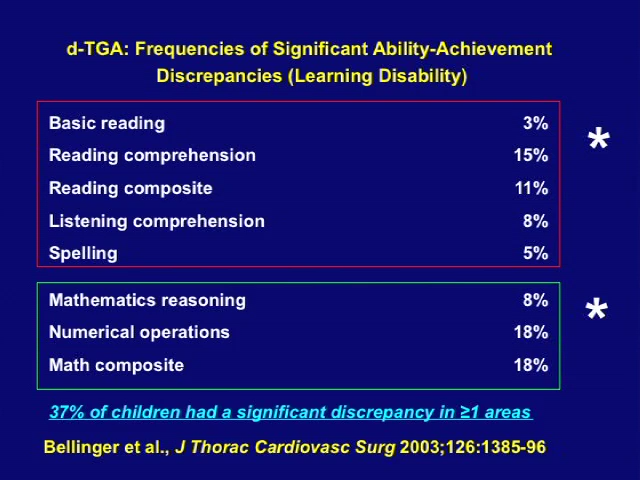 d-TGA: Frequencies of Significant Ability-Achievement
Discrepancies (Learning Disability)
Basic reading 3%
Reading comprehension 15%
Reading composite 11%
Listening comprehension 8%
Spelling 5%
*
Mathematics reasoning 8%
Numerical operations 18%
Math composite 18%
*
37% of children had a significant discrepancy in ≥1 areas
Bellinger et al., J Thorac Cardiovasc Surg 2003;126:1385-96